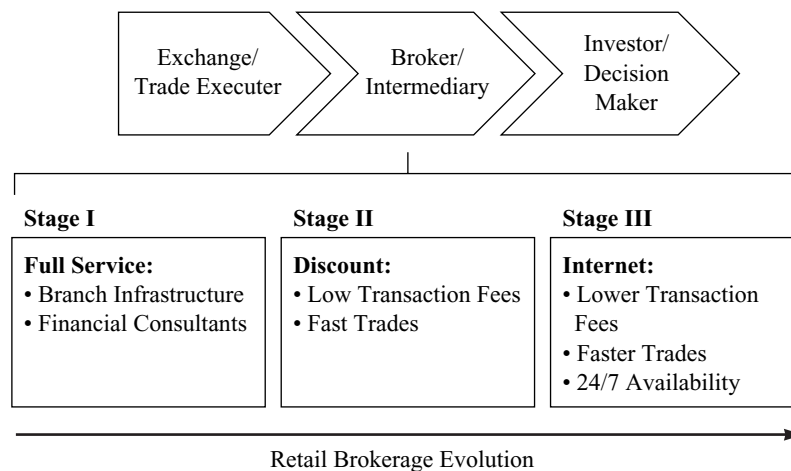 Exchange/
Trade Executer
Broker/
Intermediary
Investor/
Decision
Maker
Stage I
Full Service:
• Branch Infrastructure
• Financial Consultants
Stage II
Discount:
• Low Transaction Fees
• Fast Trades
Stage III
Internet:
• Lower Transaction
Fees
• Faster Trades
• 24/7 Availability
Retail Brokerage Evolution